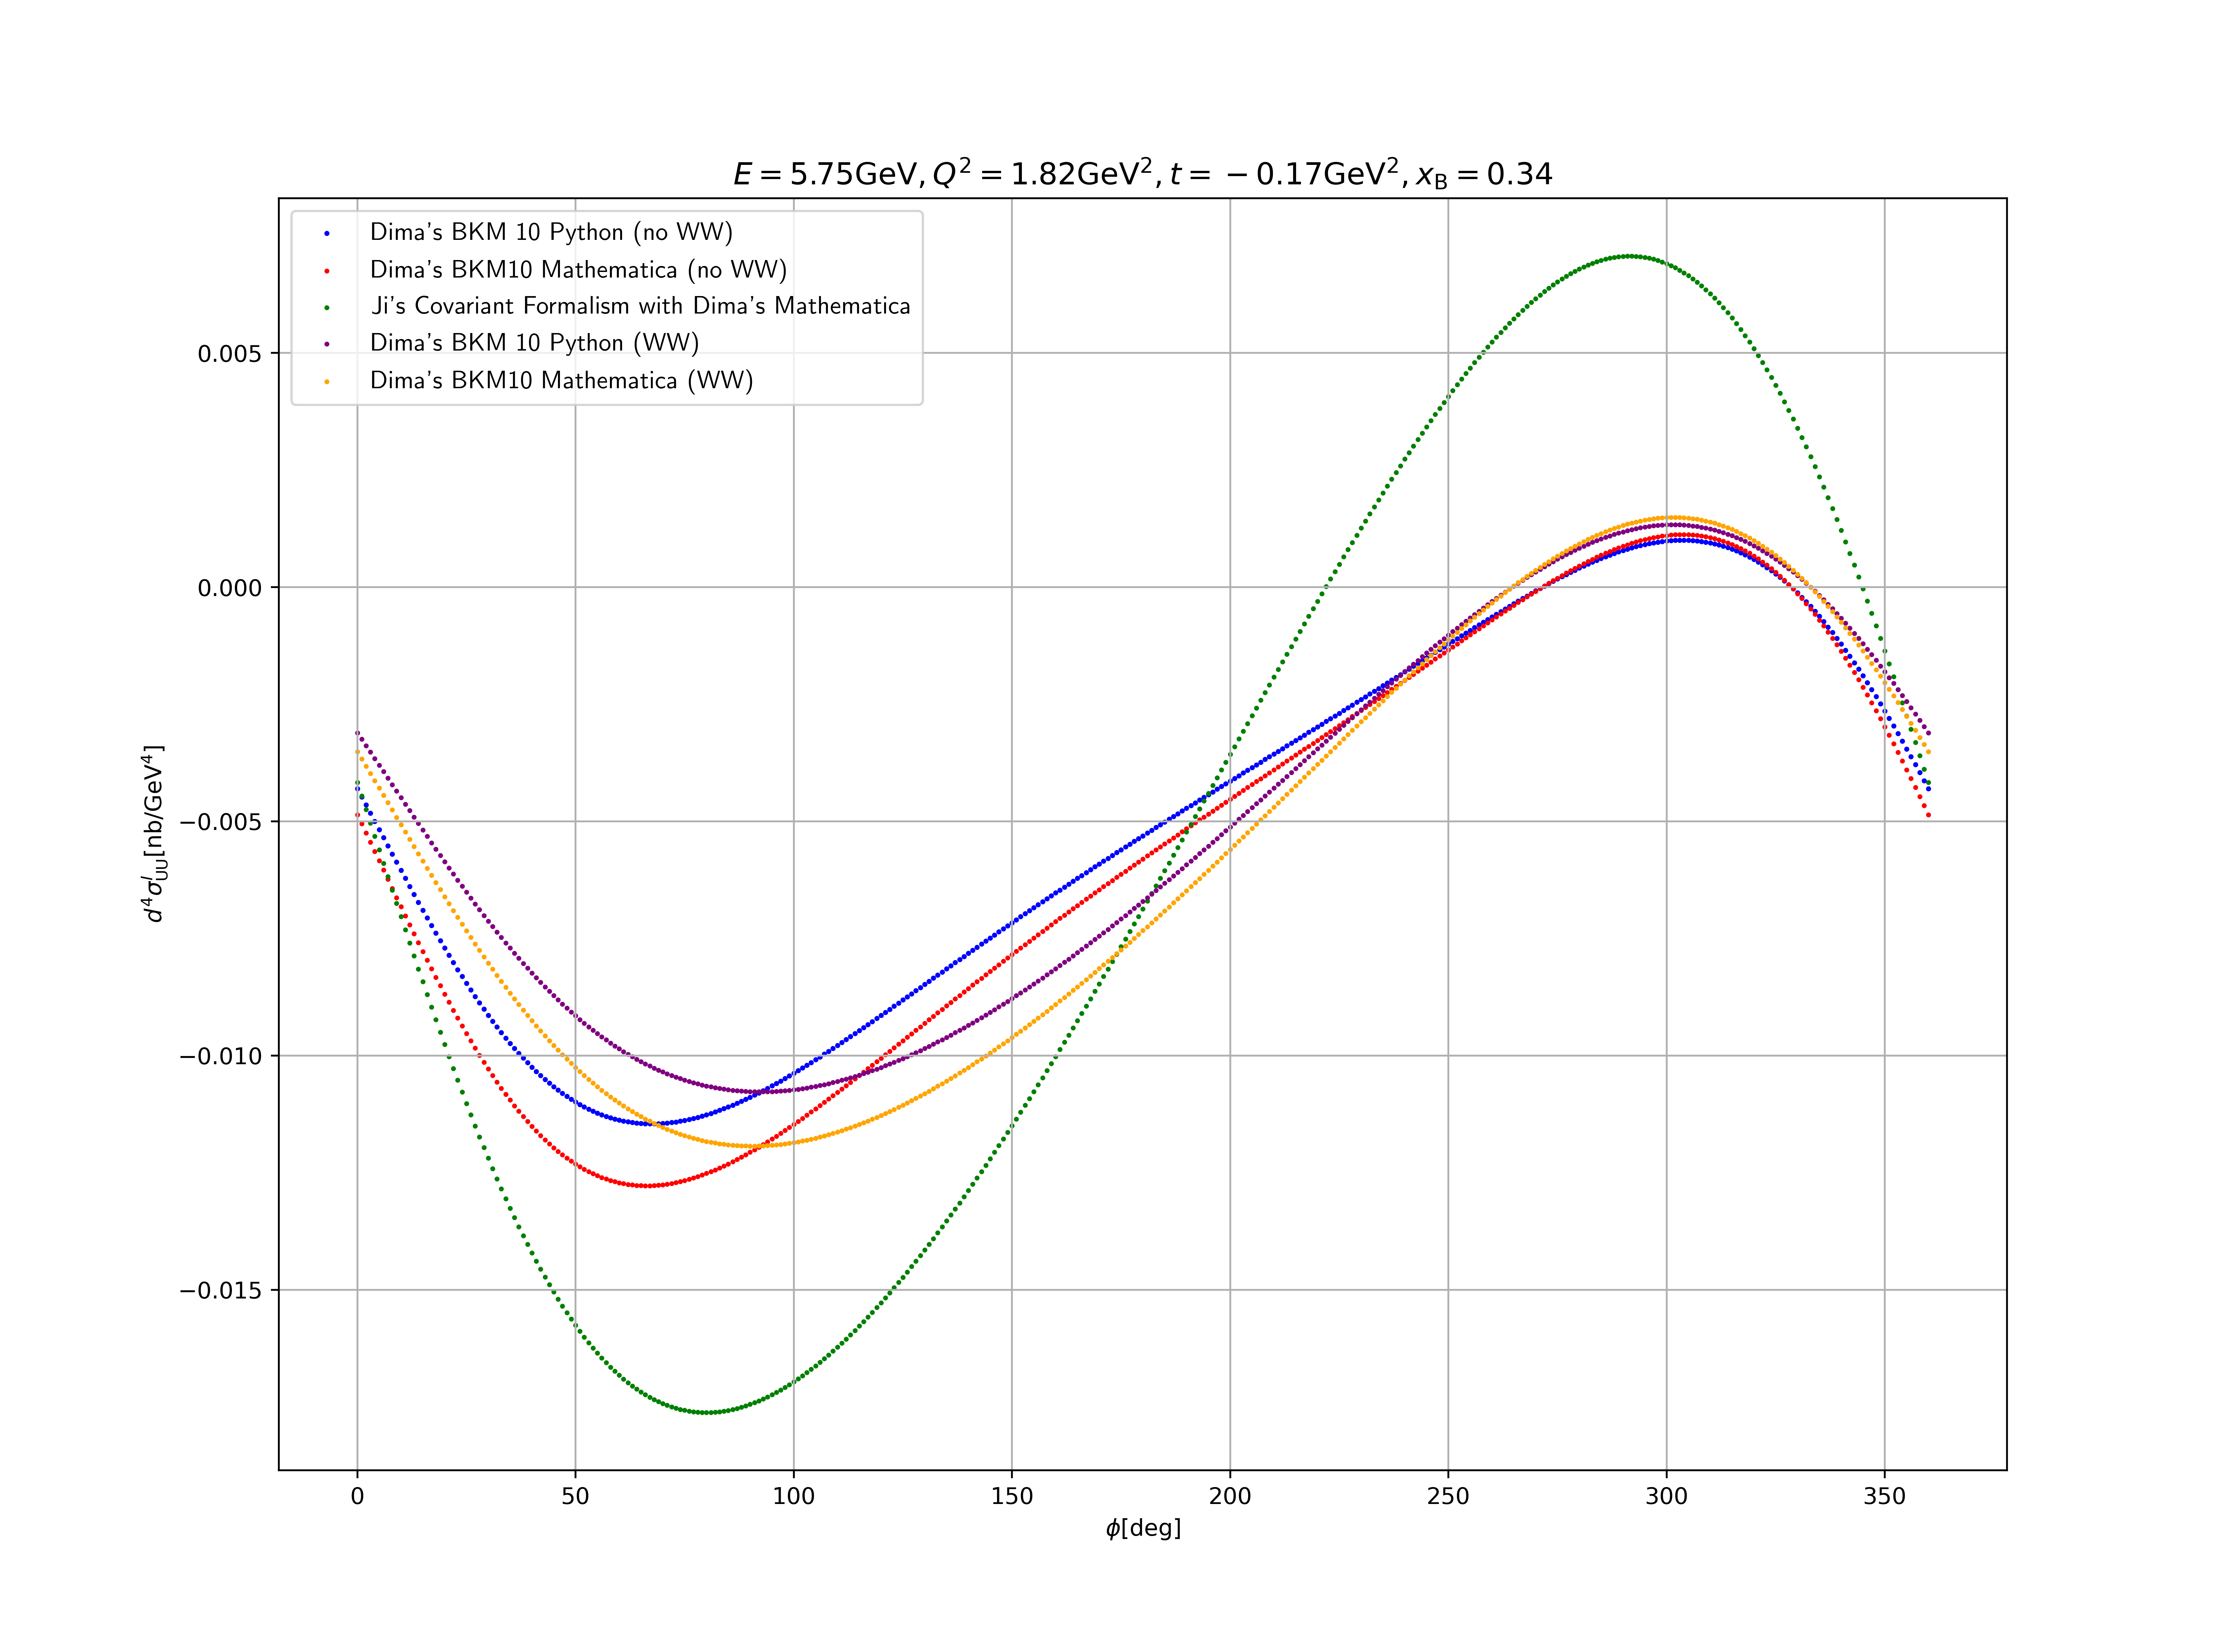 E = 5.75GeV, Q² = 1.82GeV², t = −0.17GeV², x_B = 0.34
Dima's BKM 10 Python (no WW)
Dima's BKM10 Mathematica (no WW)
Ji's Covariant Formalism with Dima's Mathematica
Dima's BKM 10 Python (WW)
Dima's BKM10 Mathematica (WW)
d⁴σ^I_UU[nb/GeV⁴]
0.005
0.000
−0.005
−0.010
−0.015
0 50 100 150 200 250 300 350
ϕ[deg]